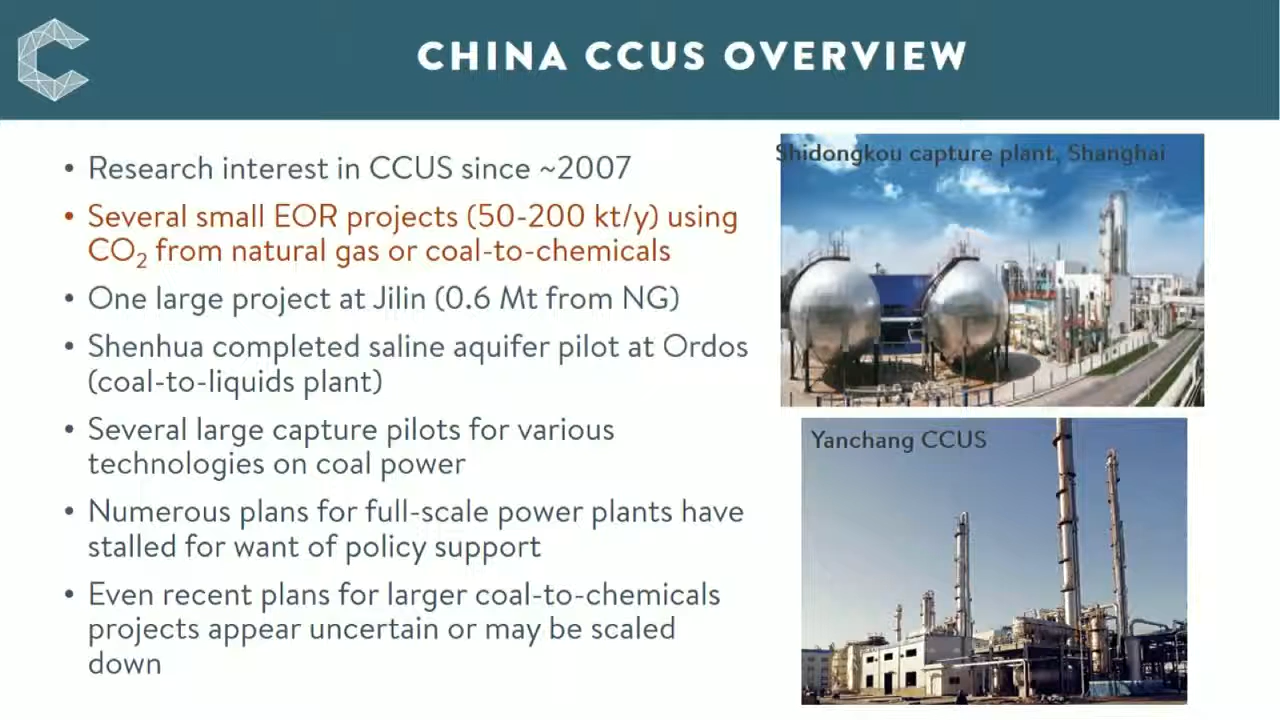 CHINA CCUS OVERVIEW
• Research interest in CCUS since ~2007
• Several small EOR projects (50-200 kt/y) using
CO₂ from natural gas or coal-to-chemicals
• One large project at Jilin (0.6 Mt from NG)
• Shenhua completed saline aquifer pilot at Ordos
(coal-to-liquids plant)
• Several large capture pilots for various
technologies on coal power
• Numerous plans for full-scale power plants have
stalled for want of policy support
• Even recent plans for larger coal-to-chemicals
projects appear uncertain or may be scaled
down
Shidongkou capture plant, Shanghai
Yanchang CCUS